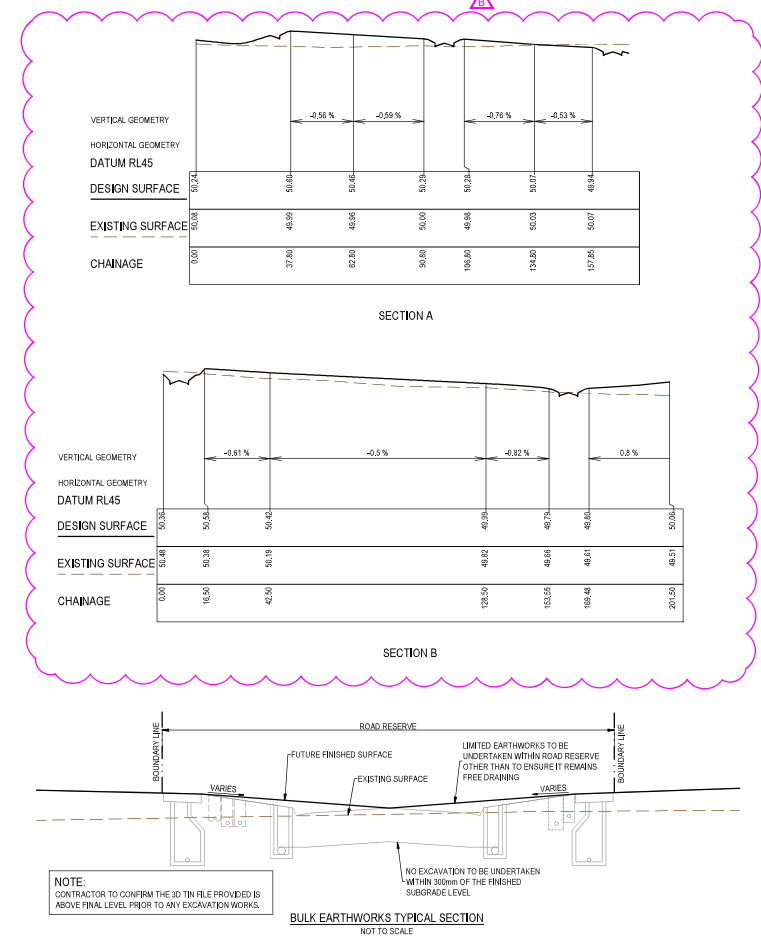 B
-0,56 %
-0,59 %
-0,76 %
-0,53 %
VERTICAL GEOMETRY
HORIZONTAL GEOMETRY
DATUM RL45
DESIGN SURFACE
50,24
50,60
50,46
50,29
50,28
50,07
49,94
EXISTING SURFACE
50,08
49,99
49,96
50,00
49,98
50,03
50,07
CHAINAGE
0,00
37,80
62,80
90,80
106,80
134,80
157,85
SECTION A
-0,61 %
-0,5 %
-0,82 %
0,8 %
VERTICAL GEOMETRY
HORIZONTAL GEOMETRY
DATUM RL45
DESIGN SURFACE
50,36
50,58
50,42
49,99
49,79
49,80
50,08
EXISTING SURFACE
50,48
50,38
50,19
49,82
49,66
49,61
49,51
CHAINAGE
0,00
16,50
42,50
128,50
153,55
169,48
201,50
SECTION B
BOUNDARY LINE
ROAD RESERVE
BOUNDARY LINE
FUTURE FINISHED SURFACE
EXISTING SURFACE
LIMITED EARTHWORKS TO BE
UNDERTAKEN WITHIN ROAD RESERVE
OTHER THAN TO ENSURE IT REMAINS
FREE DRAINING
VARIES
VARIES
NO EXCAVATION TO BE UNDERTAKEN
WITHIN 300mm OF THE FINISHED
SUBGRADE LEVEL
NOTE:
CONTRACTOR TO CONFIRM THE 3D TIN FILE PROVIDED IS
ABOVE FINAL LEVEL PRIOR TO ANY EXCAVATION WORKS.
BULK EARTHWORKS TYPICAL SECTION
NOT TO SCALE